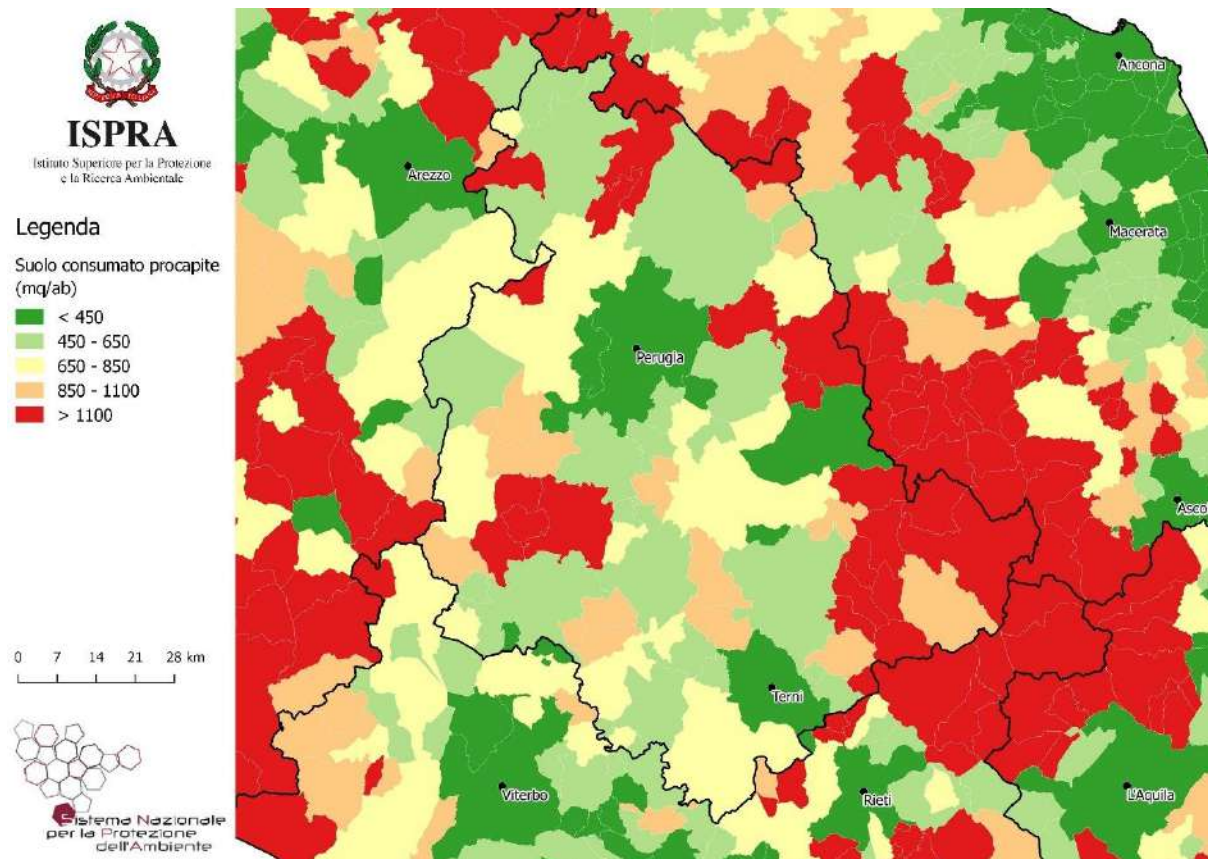 ISPRA
Istituto Superiore per la Protezione
e la Ricerca Ambientale
Legenda
Suolo consumato procapite
(mq/ab)
< 450
450 - 650
650 - 850
850 - 1100
> 1100
0 7 14 21 28 km
Sistema Nazionale
per la Protezione
dell'Ambiente
Ancona
Arezzo
Macerata
Perugia
Ascol
Terni
Viterbo
Rieti
L'Aquila